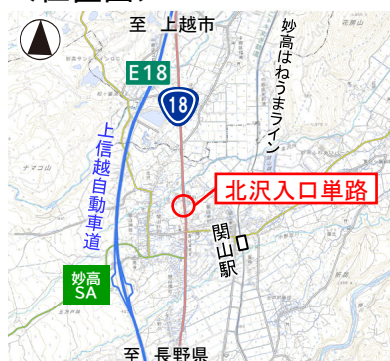 至 上越市
E18
18
妙高はねうまライン
上信越自動車道
北沢入口単路
関山駅
妙高
SA
至 長野県